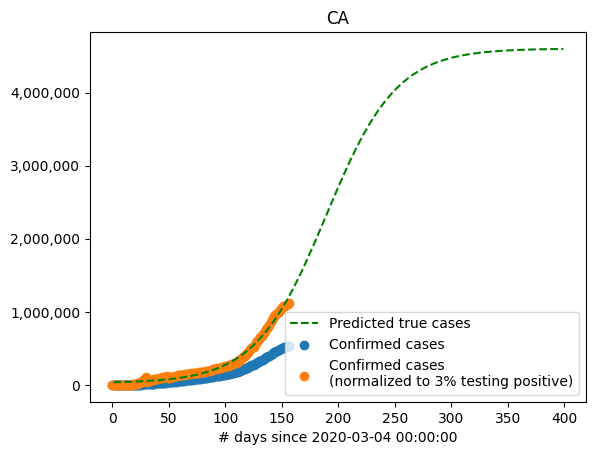 CA
4,000,000
3,000,000
2,000,000
1,000,000
0
Predicted true cases
Confirmed cases
Confirmed cases
(normalized to 3% testing positive)
0 50 100 150 200 250 300 350 400
# days since 2020-03-04 00:00:00